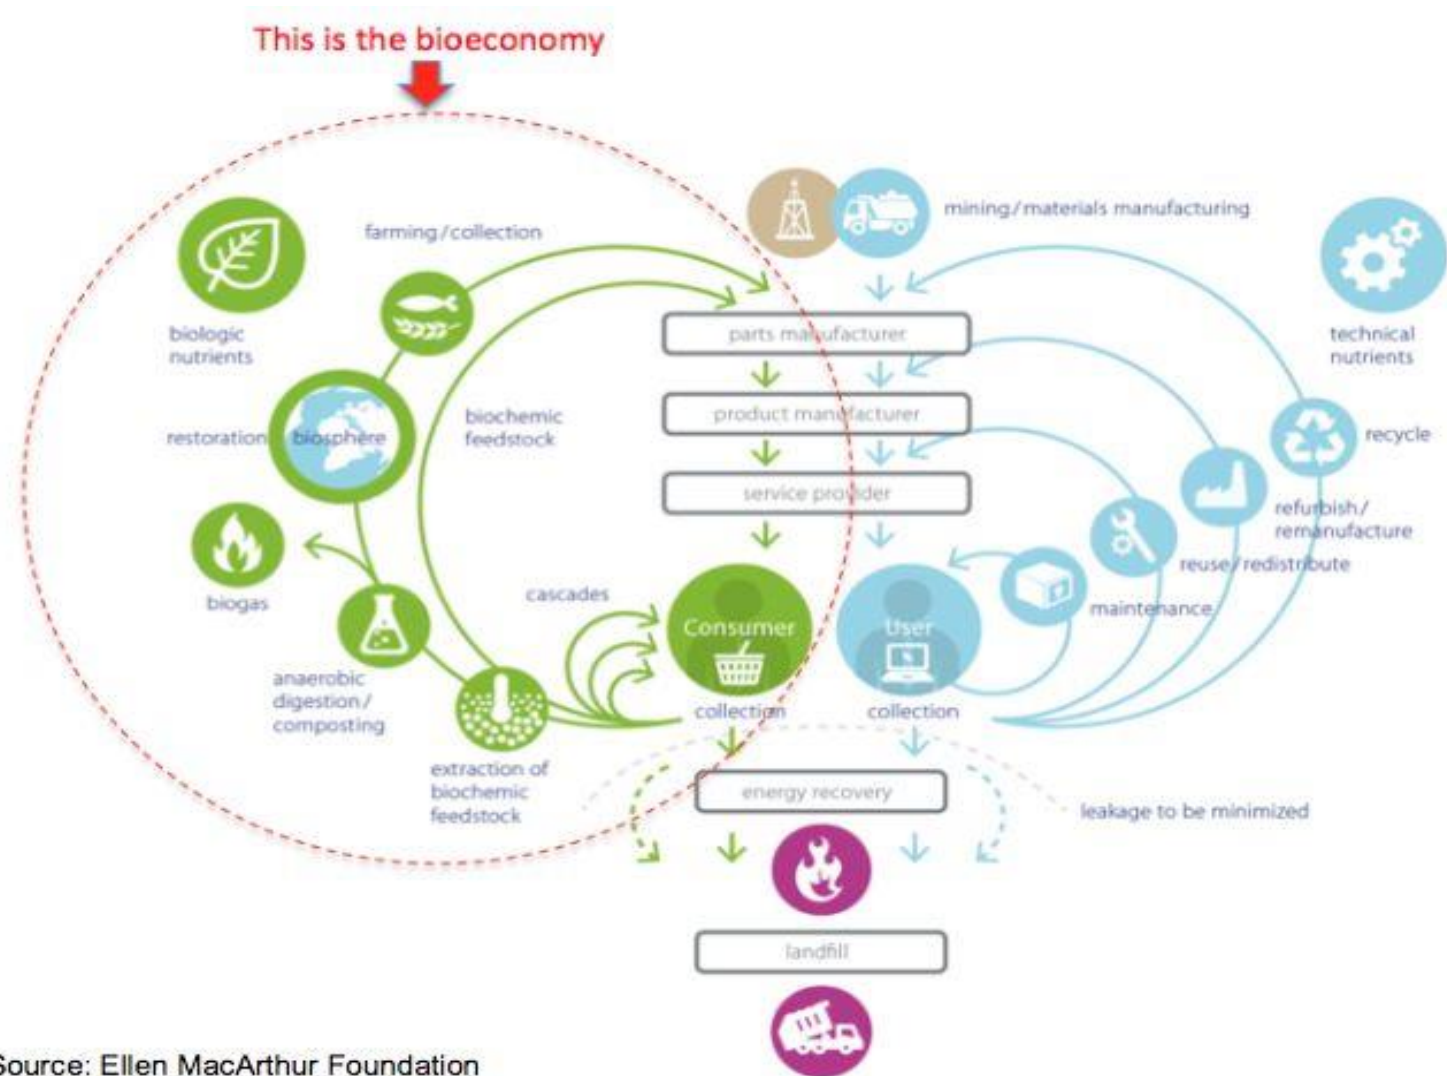 This is the bioeconomy
mining/materials manufacturing
farming/collection
biologic
nutrients
technical
nutrients
parts manufacturer
biochemic
feedstock
product manufacturer
restoration
biosphere
recycle
service provider
refurbish/
remanufacture
reuse/redistribute
biogas
cascades
maintenance
Consumer
User
anaerobic
digestion/
composting
collection
collection
extraction of
biochemic
feedstock
energy recovery
leakage to be minimized
landfill
Source: Ellen MacArthur Foundation